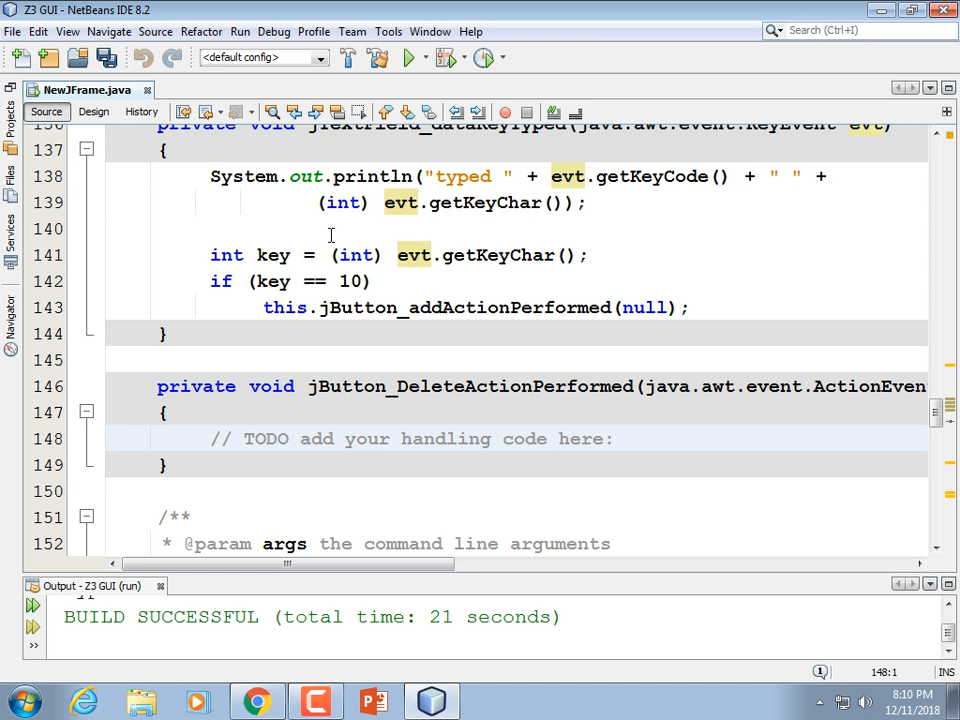 Z3 GUI - NetBeans IDE 8.2
File Edit View Navigate Source Refactor Run Debug Profile Team Tools Window Help
Search (Ctrl+I)
<default config>
NewJFrame.java
Source Design History
Projects
Files
Services
Navigator
136 private void jTextField_dataKeyTyped(java.awt.event.KeyEvent evt)
137 {
138 System.out.println("typed " + evt.getKeyCode() + " " +
139 (int) evt.getKeyChar());
140
141 int key = (int) evt.getKeyChar();
142 if (key == 10)
143 this.jButton_addActionPerformed(null);
144 }
145
146 private void jButton_DeleteActionPerformed(java.awt.event.ActionEven
147 {
148 // TODO add your handling code here:
149 }
150
151 /**
152 * @param args the command line arguments
Output - Z3 GUI (run)
BUILD SUCCESSFUL (total time: 21 seconds)
148:1 INS
8:10 PM
12/11/2018